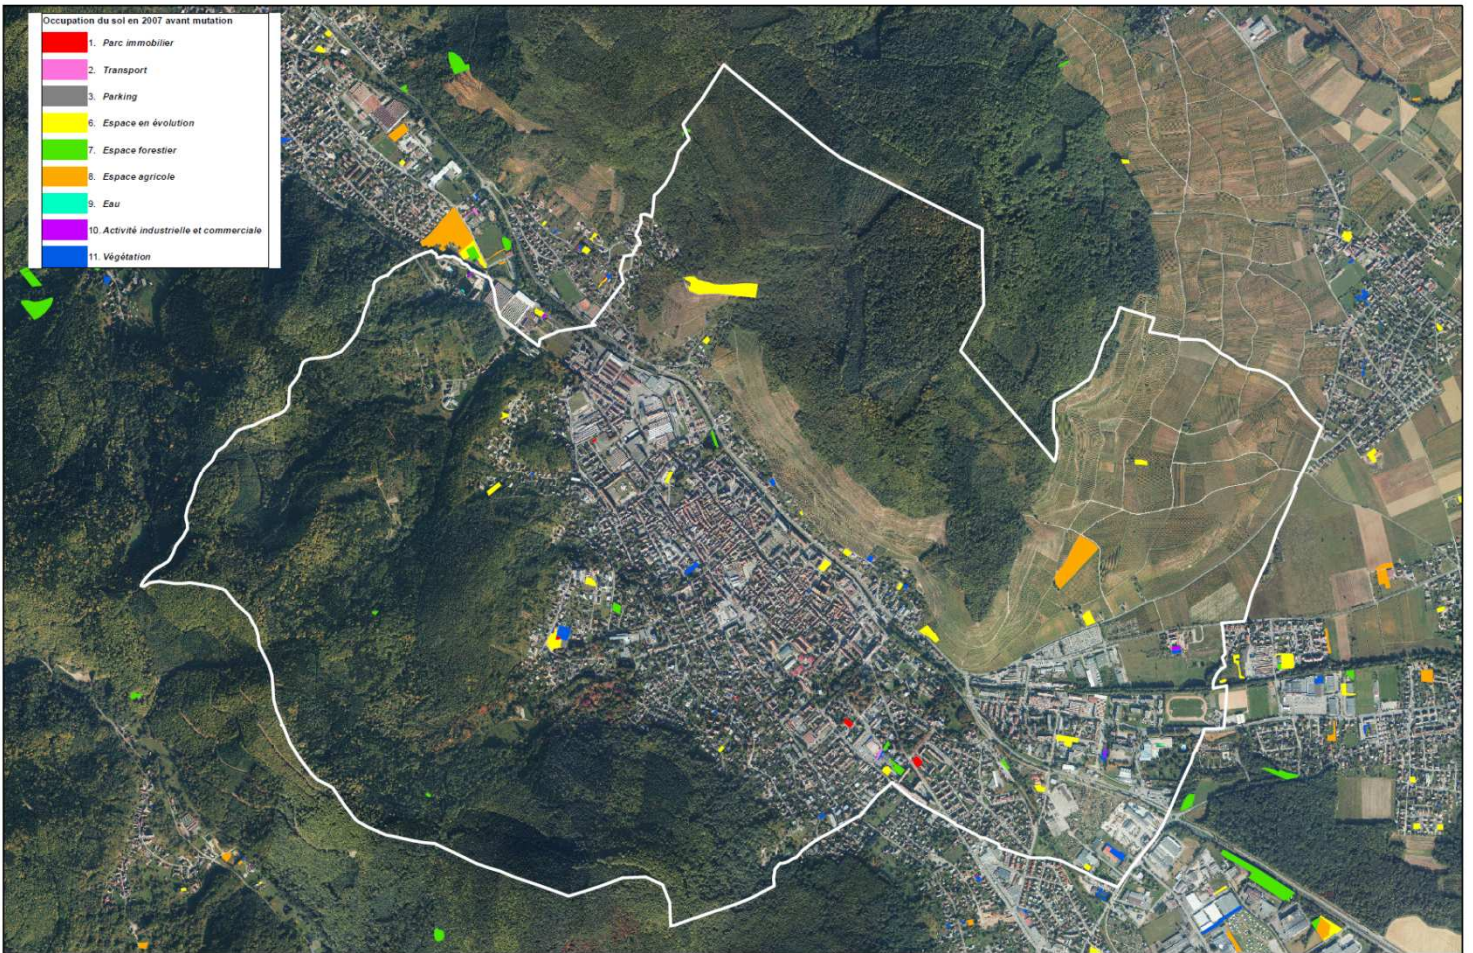 Occupation du sol en 2007 avant mutation
1. Parc immobilier
2. Transport
3. Parking
6. Espace en évolution
7. Espace forestier
8. Espace agricole
9. Eau
10. Activité industrielle et commerciale
11. Végétation